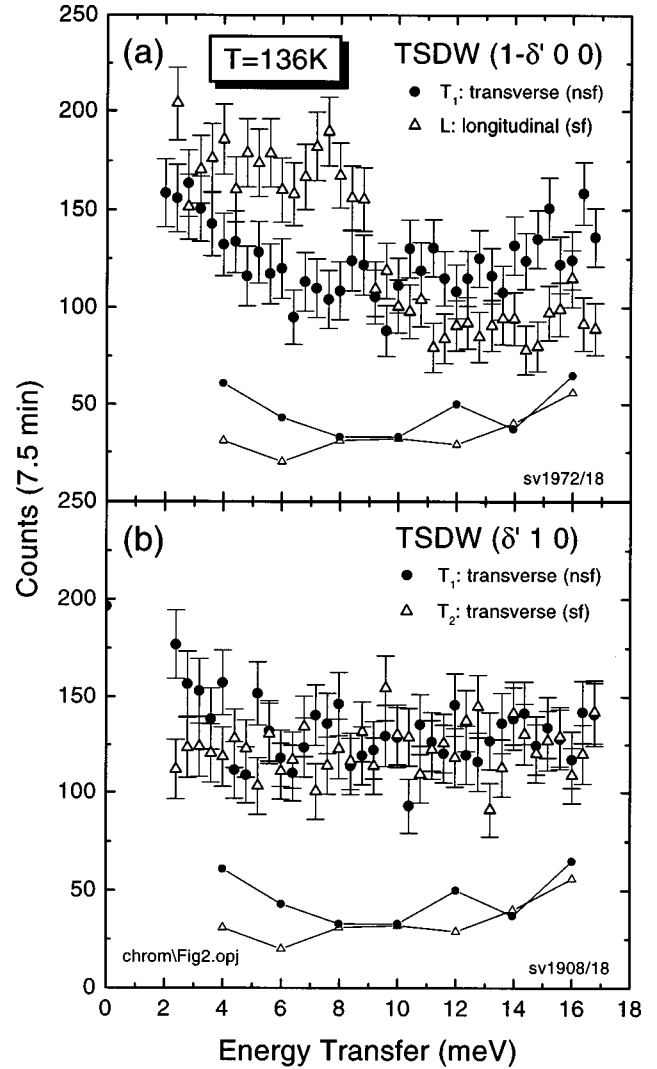 250
(a)
T=136K
TSDW (1-δ' 0 0)
T₁: transverse (nsf)
L: longitudinal (sf)
200
150
100
50
sv1972/18
Counts (7.5 min)
250
(b)
TSDW (δ' 1 0)
T₁: transverse (nsf)
T₂: transverse (sf)
200
150
100
50
chrom\Fig2.opj
sv1908/18
0
0 2 4 6 8 10 12 14 16 18
Energy Transfer (meV)